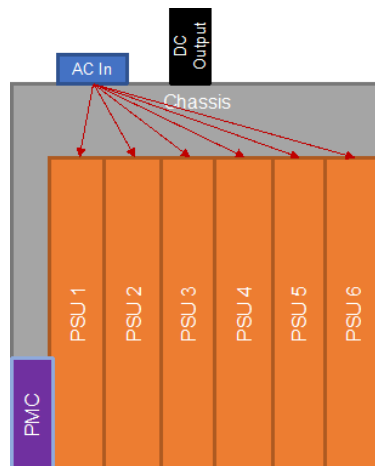 DC
Output
AC In
Chassis
PSU 1
PSU 2
PSU 3
PSU 4
PSU 5
PSU 6
PMC